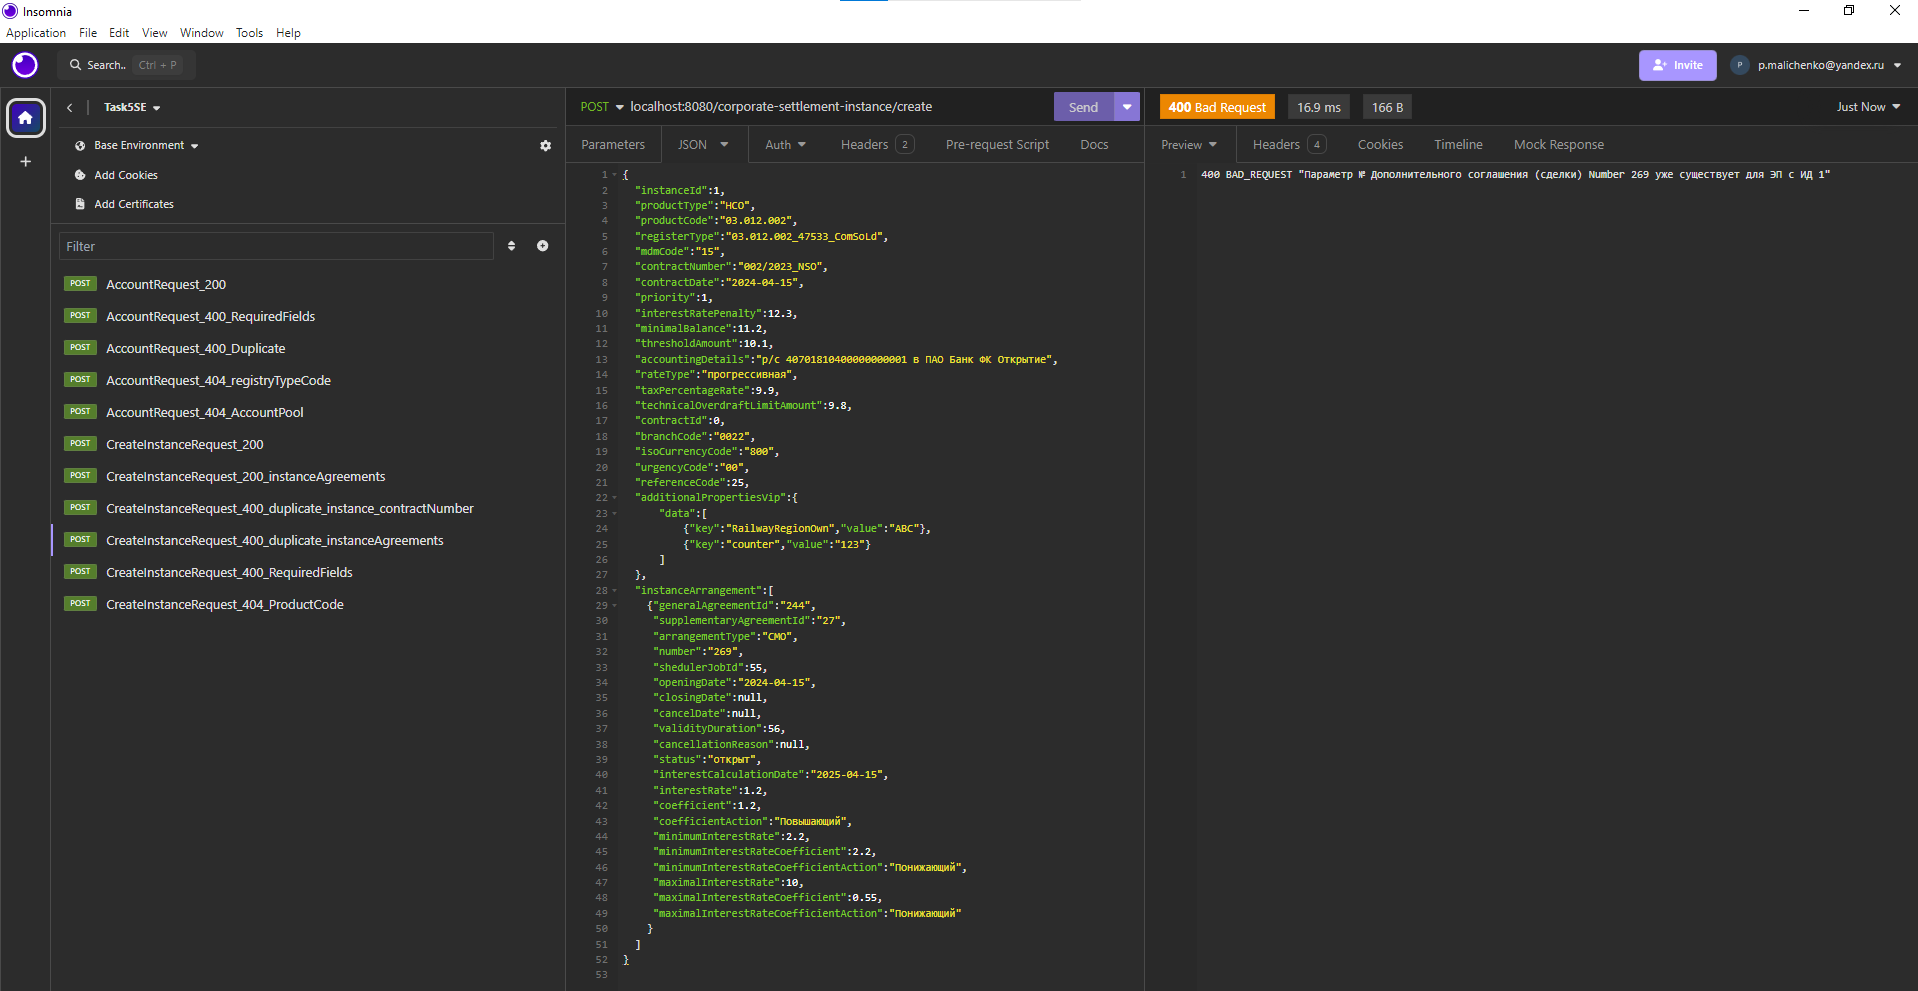 Insomnia
Application File Edit View Window Tools Help
Search.. Ctrl + P
Invite
P p.malichenko@yandex.ru
Task5SE
Base Environment
Add Cookies
Add Certificates
Filter
POST AccountRequest_200
POST AccountRequest_400_RequiredFields
POST AccountRequest_400_Duplicate
POST AccountRequest_404_registryTypeCode
POST AccountRequest_404_AccountPool
POST CreateInstanceRequest_200
POST CreateInstanceRequest_200_instanceAgreements
POST CreateInstanceRequest_400_duplicate_instance_contractNumber
POST CreateInstanceRequest_400_duplicate_instanceAgreements
POST CreateInstanceRequest_400_RequiredFields
POST CreateInstanceRequest_404_ProductCode
POST localhost:8080/corporate-settlement-instance/create Send
Parameters JSON Auth Headers 2 Pre-request Script Docs
1 {
2 "instanceId":1,
3 "productType":"НСО",
4 "productCode":"03.012.002",
5 "registerType":"03.012.002_47533_ComSoLd",
6 "mdmCode":"15",
7 "contractNumber":"002/2023_NSO",
8 "contractDate":"2024-04-15",
9 "priority":1,
10 "interestRatePenalty":12.3,
11 "minimalBalance":11.2,
12 "thresholdAmount":10.1,
13 "accountingDetails":"р/с 40701810400000000001 в ПАО Банк ФК Открытие",
14 "rateType":"прогрессивная",
15 "taxPercentageRate":9.9,
16 "technicalOverdraftLimitAmount":9.8,
17 "contractId":0,
18 "branchCode":"0022",
19 "isoCurrencyCode":"800",
20 "urgencyCode":"00",
21 "referenceCode":25,
22 "additionalPropertiesVip":{
23 "data":[
24 {"key":"RailwayRegionOwn","value":"ABC"},
25 {"key":"counter","value":"123"}
26 ]
27 },
28 "instanceArrangement":[
29 {"generalAgreementId":"244",
30 "supplementaryAgreementId":"27",
31 "arrangementType":"СМО",
32 "number":"269",
33 "shedulerJobId":55,
34 "openingDate":"2024-04-15",
35 "closingDate":null,
36 "cancelDate":null,
37 "validityDuration":56,
38 "cancellationReason":null,
39 "status":"открыт",
40 "interestCalculationDate":"2025-04-15",
41 "interestRate":1.2,
42 "coefficient":1.2,
43 "coefficientAction":"Повышающий",
44 "minimumInterestRate":2.2,
45 "minimumInterestRateCoefficient":2.2,
46 "minimumInterestRateCoefficientAction":"Понижающий",
47 "maximalInterestRate":10,
48 "maximalInterestRateCoefficient":0.55,
49 "maximalInterestRateCoefficientAction":"Понижающий"
50 }
51 ]
52 }
53
400 Bad Request 16.9 ms 166 B Just Now
Preview Headers 4 Cookies Timeline Mock Response
1 400 BAD_REQUEST "Параметр № Дополнительного соглашения (сделки) Number 269 уже существует для ЭП с ИД 1"